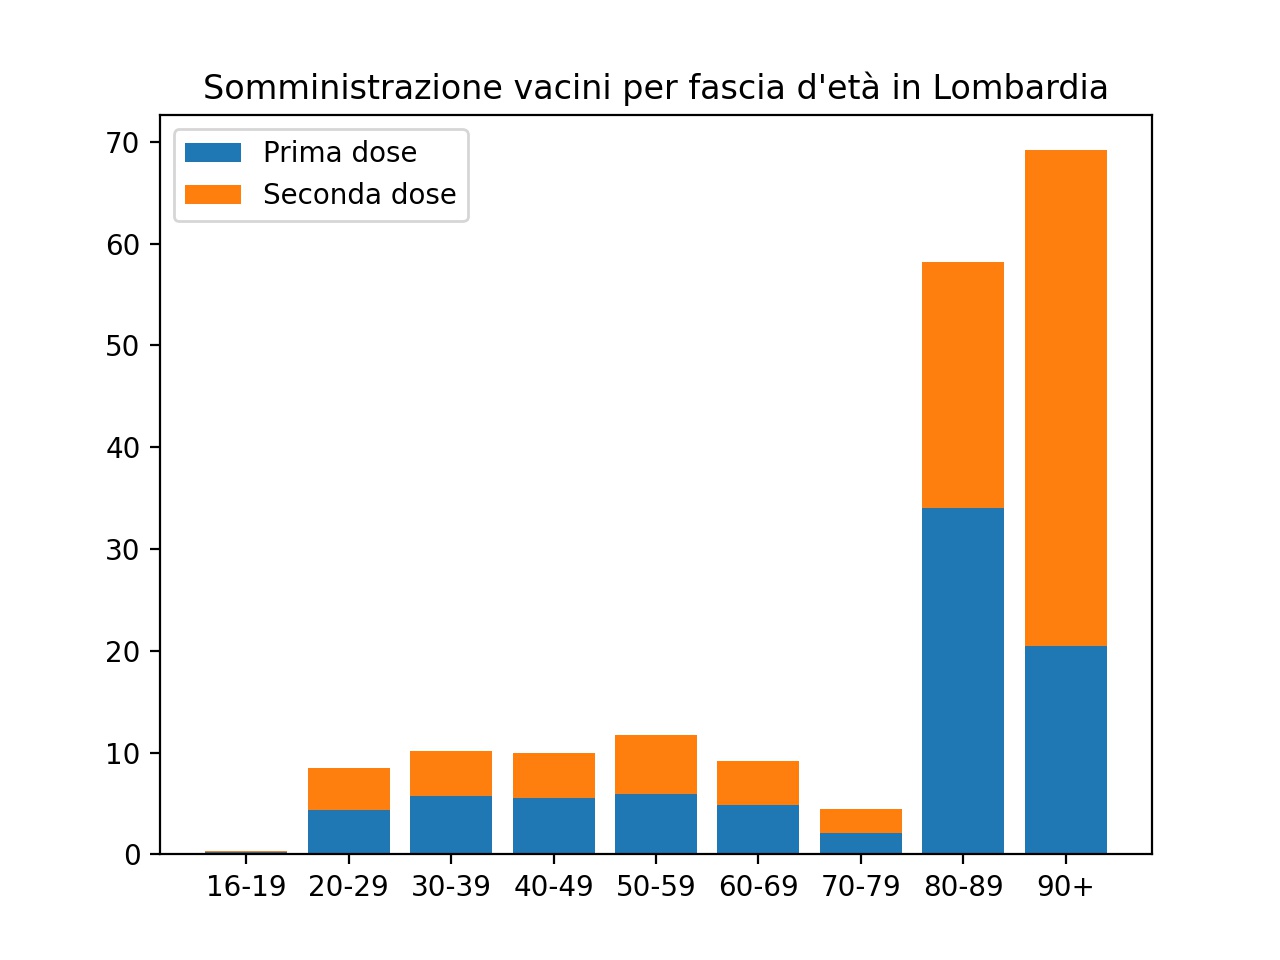 Somministrazione vacini per fascia d'età in Lombardia
Prima dose
Seconda dose
70
60
50
40
30
20
10
0
16-19 20-29 30-39 40-49 50-59 60-69 70-79 80-89 90+